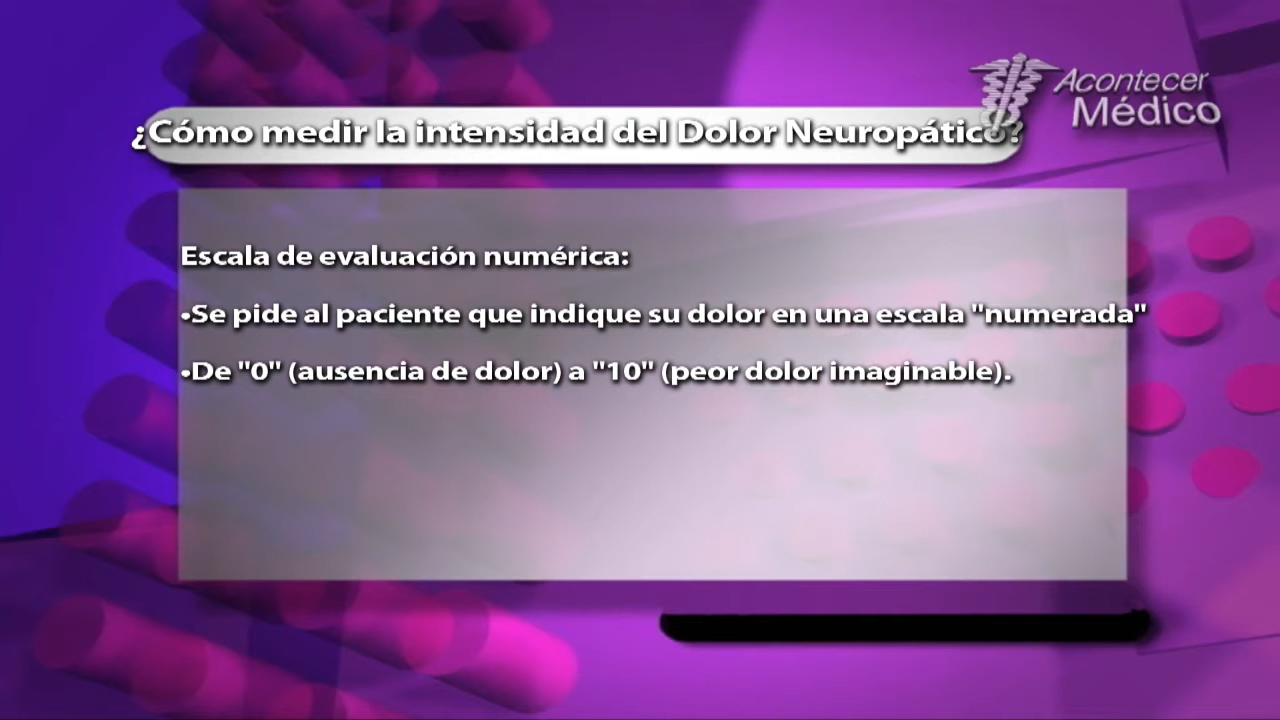 Acontecer
Médico
¿Cómo medir la intensidad del Dolor Neuropático?
Escala de evaluación numérica:
•Se pide al paciente que indique su dolor en una escala "numerada"
•De "0" (ausencia de dolor) a "10" (peor dolor imaginable).